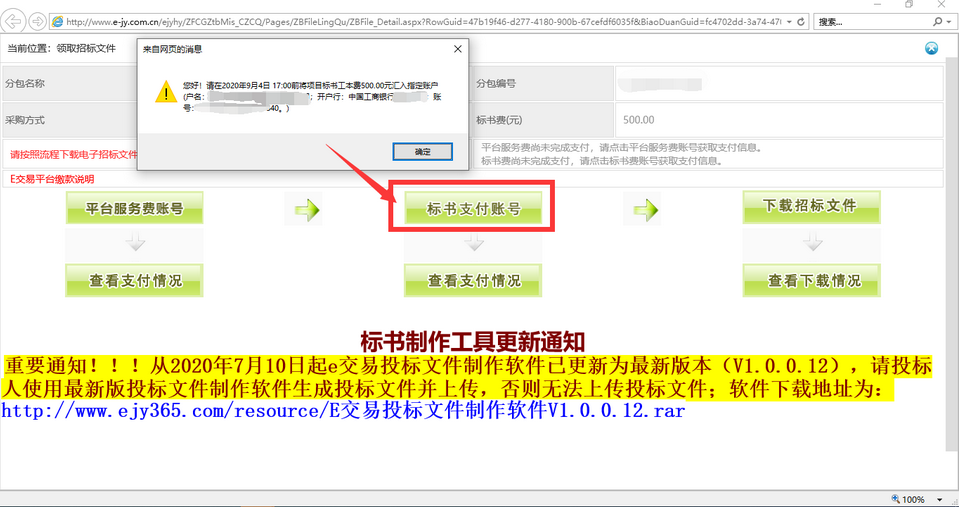 http://www.e-jy.com.cn/ejyhy/ZFCGZtbMis_CZCQ/Pages/ZBFileLingQu/ZBFile_Detail.aspx?RowGuid=47b19f46-d277-4180-900b-67cefdf6035f&BiaoDuanGuid=fc4702dd-3a74-47
搜索...
当前位置：领取招标文件
来自网页的消息
您好！请在2020年9月4日 17:00前将项目标书工本费500.00元汇入指定账户
(户名：
；开户行：中国工商银行
账
号：
340。)
确定
分包名称
分包编号
采购方式
标书费(元)
500.00
请按照流程下载电子招标文件
平台服务费尚未完成支付，请点击平台服务费账号获取支付信息。
标书费尚未完成支付，请点击标书费账号获取支付信息。
E交易平台缴款说明
平台服务费账号
标书支付账号
下载招标文件
查看支付情况
查看支付情况
查看下载情况
标书制作工具更新通知
重要通知！！！从2020年7月10日起e交易投标文件制作软件已更新为最新版本（V1.0.0.12），请投标
人使用最新版投标文件制作软件生成投标文件并上传，否则无法上传投标文件；软件下载地址为：
http://www.ejy365.com/resource/E交易投标文件制作软件V1.0.0.12.rar
100%